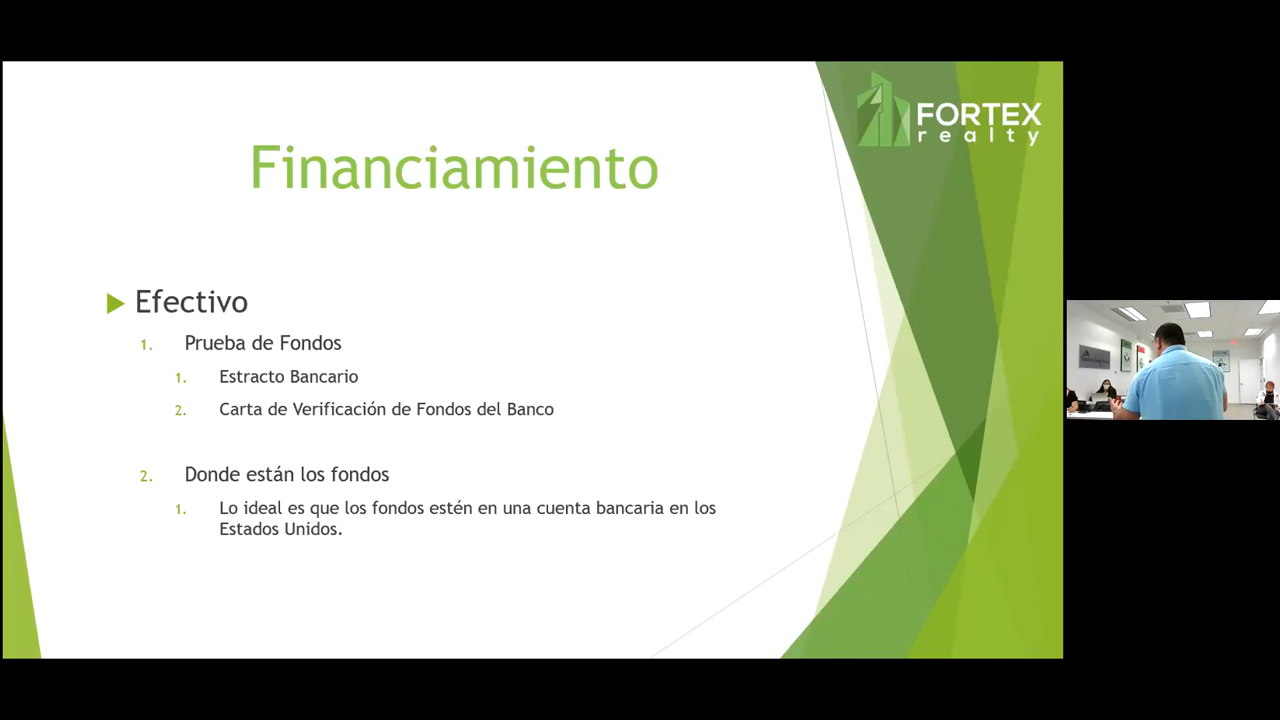 FORTEX
realty
Financiamiento
Efectivo
1. Prueba de Fondos
1. Estracto Bancario
2. Carta de Verificación de Fondos del Banco
2. Donde están los fondos
1. Lo ideal es que los fondos estén en una cuenta bancaria en los
Estados Unidos.